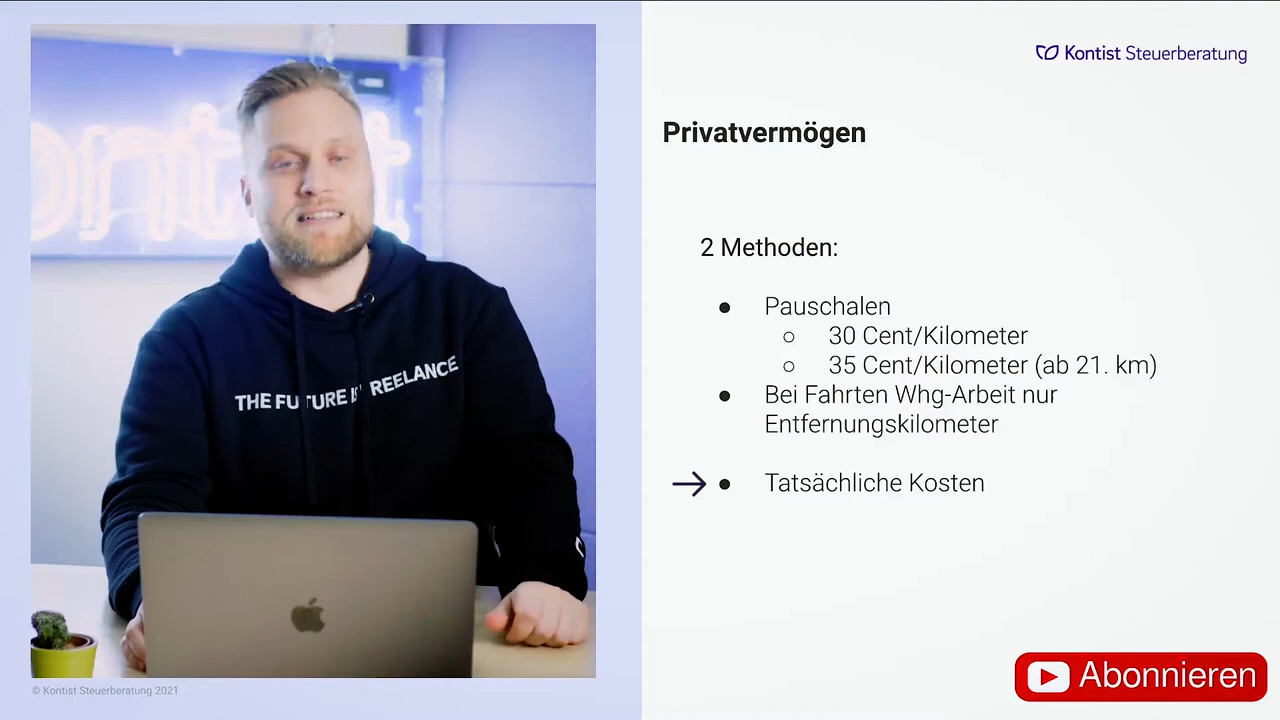 Kontist Steuerberatung
Privatvermögen
2 Methoden:
Pauschalen
30 Cent/Kilometer
35 Cent/Kilometer (ab 21. km)
Bei Fahrten Whg-Arbeit nur
Entfernungskilometer
Tatsächliche Kosten
THE FUTURE IS FREELANCE
© Kontist Steuerberatung 2021
Abonnieren